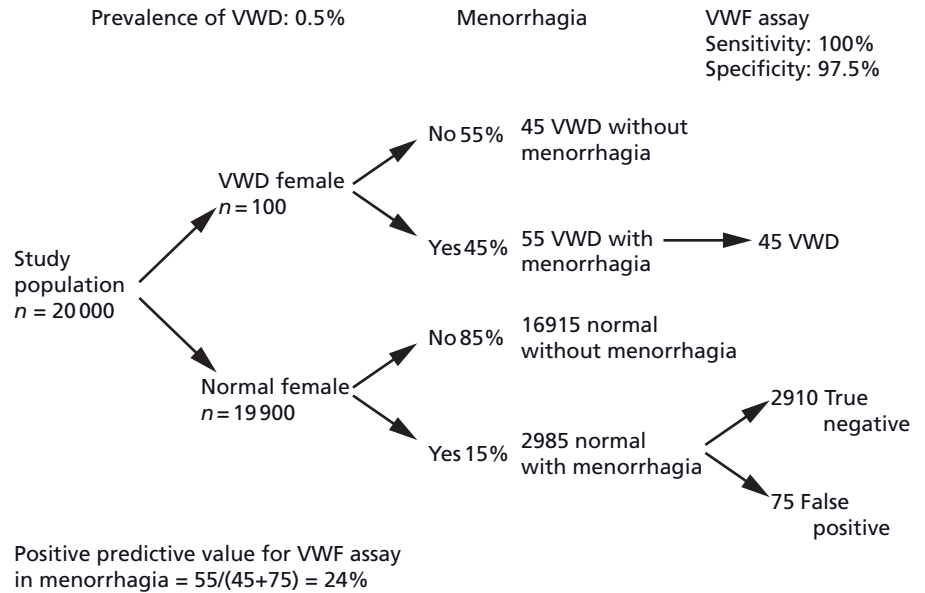 Prevalence of VWD: 0.5%
Menorrhagia
VWF assay
Sensitivity: 100%
Specificity: 97.5%
No 55%
45 VWD without
menorrhagia
VWD female
n = 100
Yes 45%
55 VWD with
menorrhagia
45 VWD
Study
population
n = 20 000
No 85%
16915 normal
without menorrhagia
Normal female
n = 19 900
Yes 15%
2985 normal
with menorrhagia
2910 True
negative
75 False
positive
Positive predictive value for VWF assay
in menorrhagia = 55/(45+75) = 24%